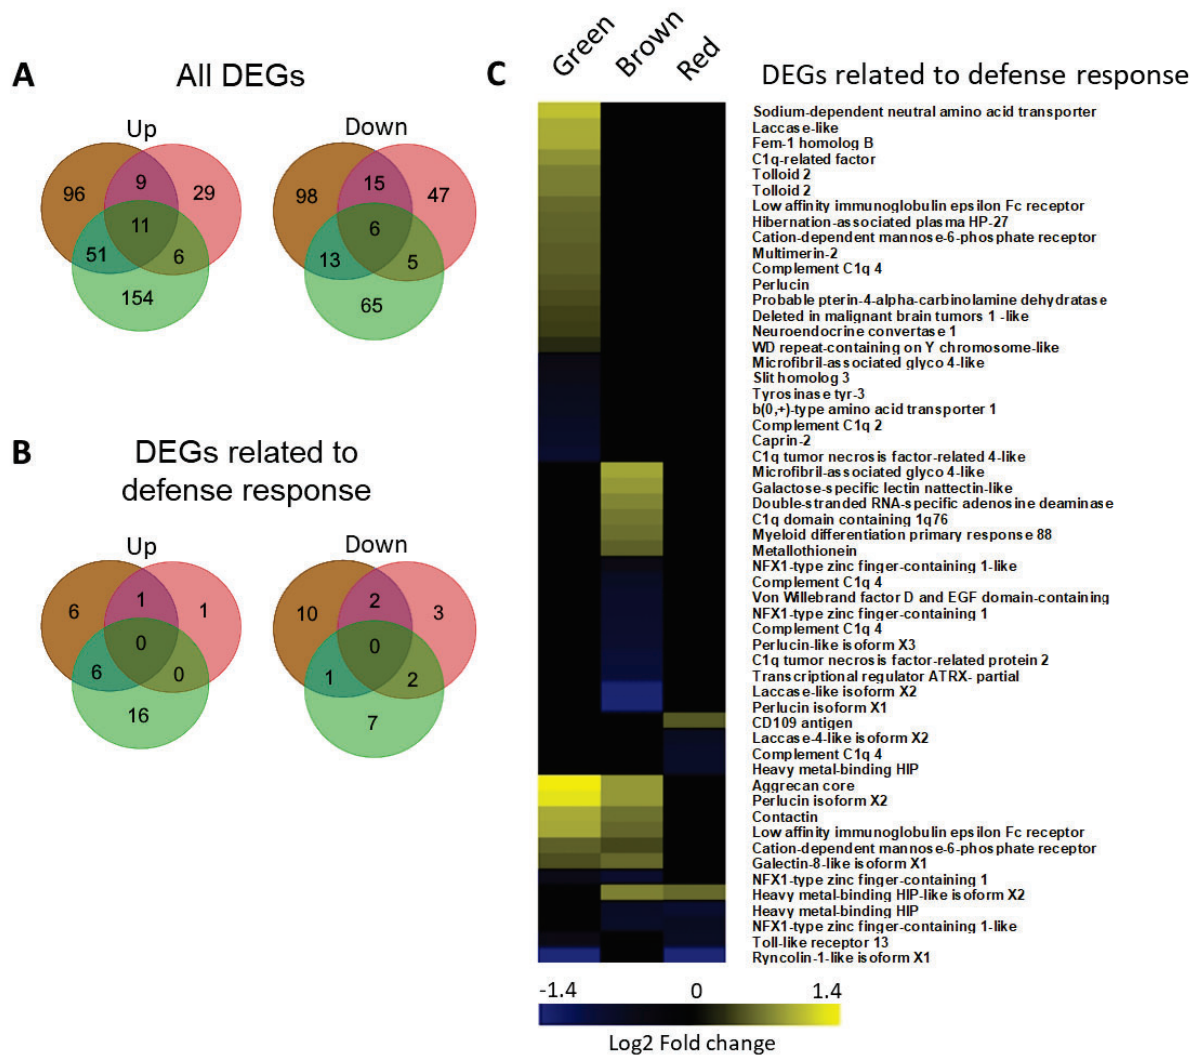 A
All DEGs
Up
Down
96
9
29
11
51
6
154
98
15
47
6
13
5
65
B
DEGs related to
defense response
Up
Down
6
1
1
0
6
0
16
10
2
3
0
1
2
7
C
Green
Brown
Red
DEGs related to defense response
Sodium-dependent neutral amino acid transporter
Laccase-like
Fem-1 homolog B
C1q-related factor
Tolloid 2
Tolloid 2
Low affinity immunoglobulin epsilon Fc receptor
Hibernation-associated plasma HP-27
Cation-dependent mannose-6-phosphate receptor
Multimerin-2
Complement C1q 4
Perlucin
Probable pterin-4-alpha-carbinolamine dehydratase
Deleted in malignant brain tumors 1 -like
Neuroendocrine convertase 1
WD repeat-containing on Y chromosome-like
Microfibril-associated glyco 4-like
Slit homolog 3
Tyrosinase tyr-3
b(0,+)-type amino acid transporter 1
Complement C1q 2
Caprin-2
C1q tumor necrosis factor-related 4-like
Microfibril-associated glyco 4-like
Galactose-specific lectin nattectin-like
Double-stranded RNA-specific adenosine deaminase
C1q domain containing 1q76
Myeloid differentiation primary response 88
Metallothionein
NFX1-type zinc finger-containing 1-like
Complement C1q 4
Von Willebrand factor D and EGF domain-containing
NFX1-type zinc finger-containing 1
Complement C1q 4
Perlucin-like isoform X3
C1q tumor necrosis factor-related protein 2
Transcriptional regulator ATRX- partial
Laccase-like isoform X2
Perlucin isoform X1
CD109 antigen
Laccase-4-like isoform X2
Complement C1q 4
Heavy metal-binding HIP
Aggrecan core
Perlucin isoform X2
Contactin
Low affinity immunoglobulin epsilon Fc receptor
Cation-dependent mannose-6-phosphate receptor
Galectin-8-like isoform X1
NFX1-type zinc finger-containing 1
Heavy metal-binding HIP-like isoform X2
Heavy metal-binding HIP
NFX1-type zinc finger-containing 1-like
Toll-like receptor 13
Ryncolin-1-like isoform X1
-1.4
0
1.4
Log2 Fold change